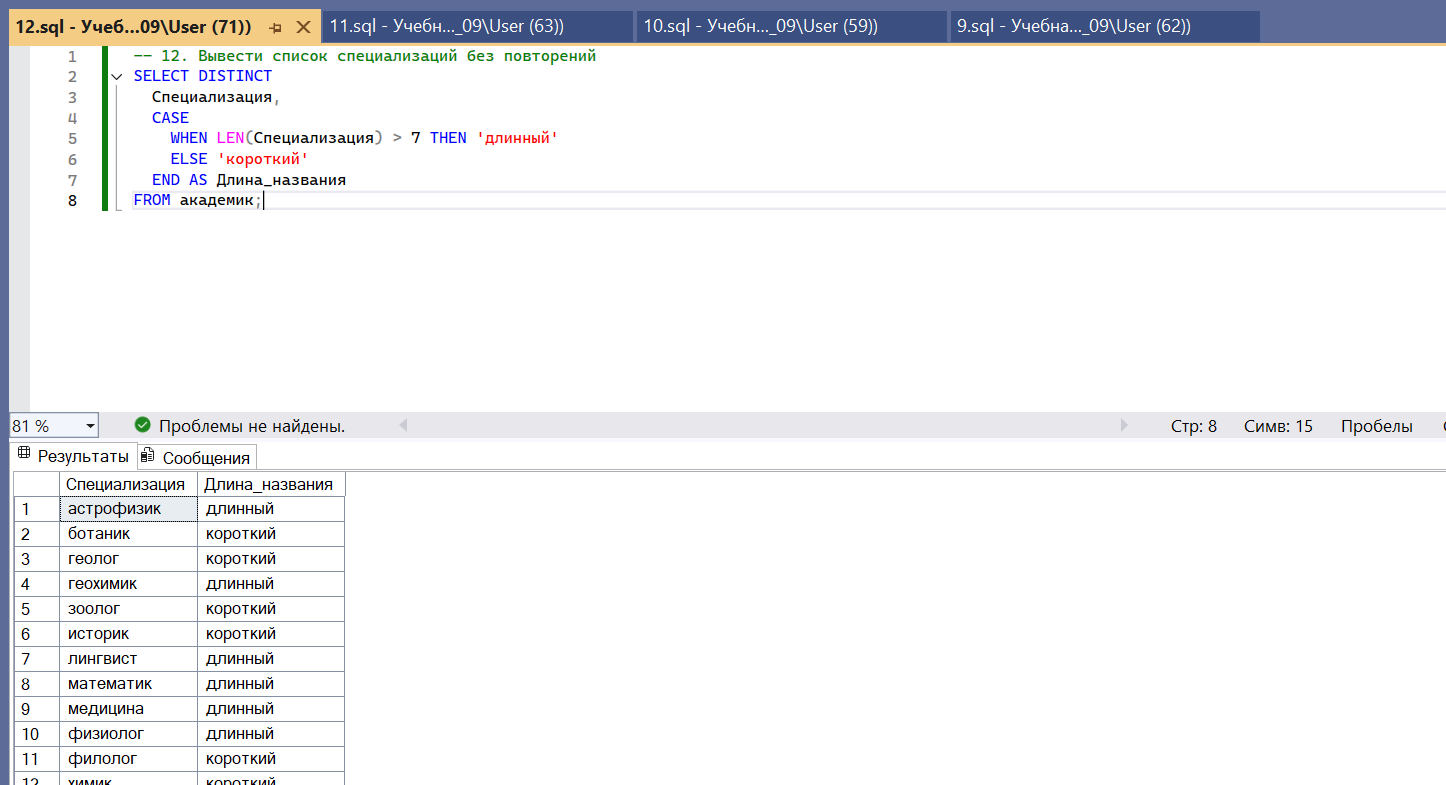 12.sql - Учеб...09\User (71)) 11.sql - Учебн..._09\User (63)) 10.sql - Учебн..._09\User (59)) 9.sql - Учебна..._09\User (62))
1 -- 12. Вывести список специализаций без повторений
2 SELECT DISTINCT
3 Специализация,
4 CASE
5 WHEN LEN(Специализация) > 7 THEN 'длинный'
6 ELSE 'короткий'
7 END AS Длина_названия
8 FROM академик;
81 % Проблемы не найдены. Стр: 8 Симв: 15 Пробелы
Результаты Сообщения
Специализация Длина_названия
1 астрофизик длинный
2 ботаник короткий
3 геолог короткий
4 геохимик длинный
5 зоолог короткий
6 историк короткий
7 лингвист длинный
8 математик длинный
9 медицина длинный
10 физиолог длинный
11 филолог короткий
12 химик короткий